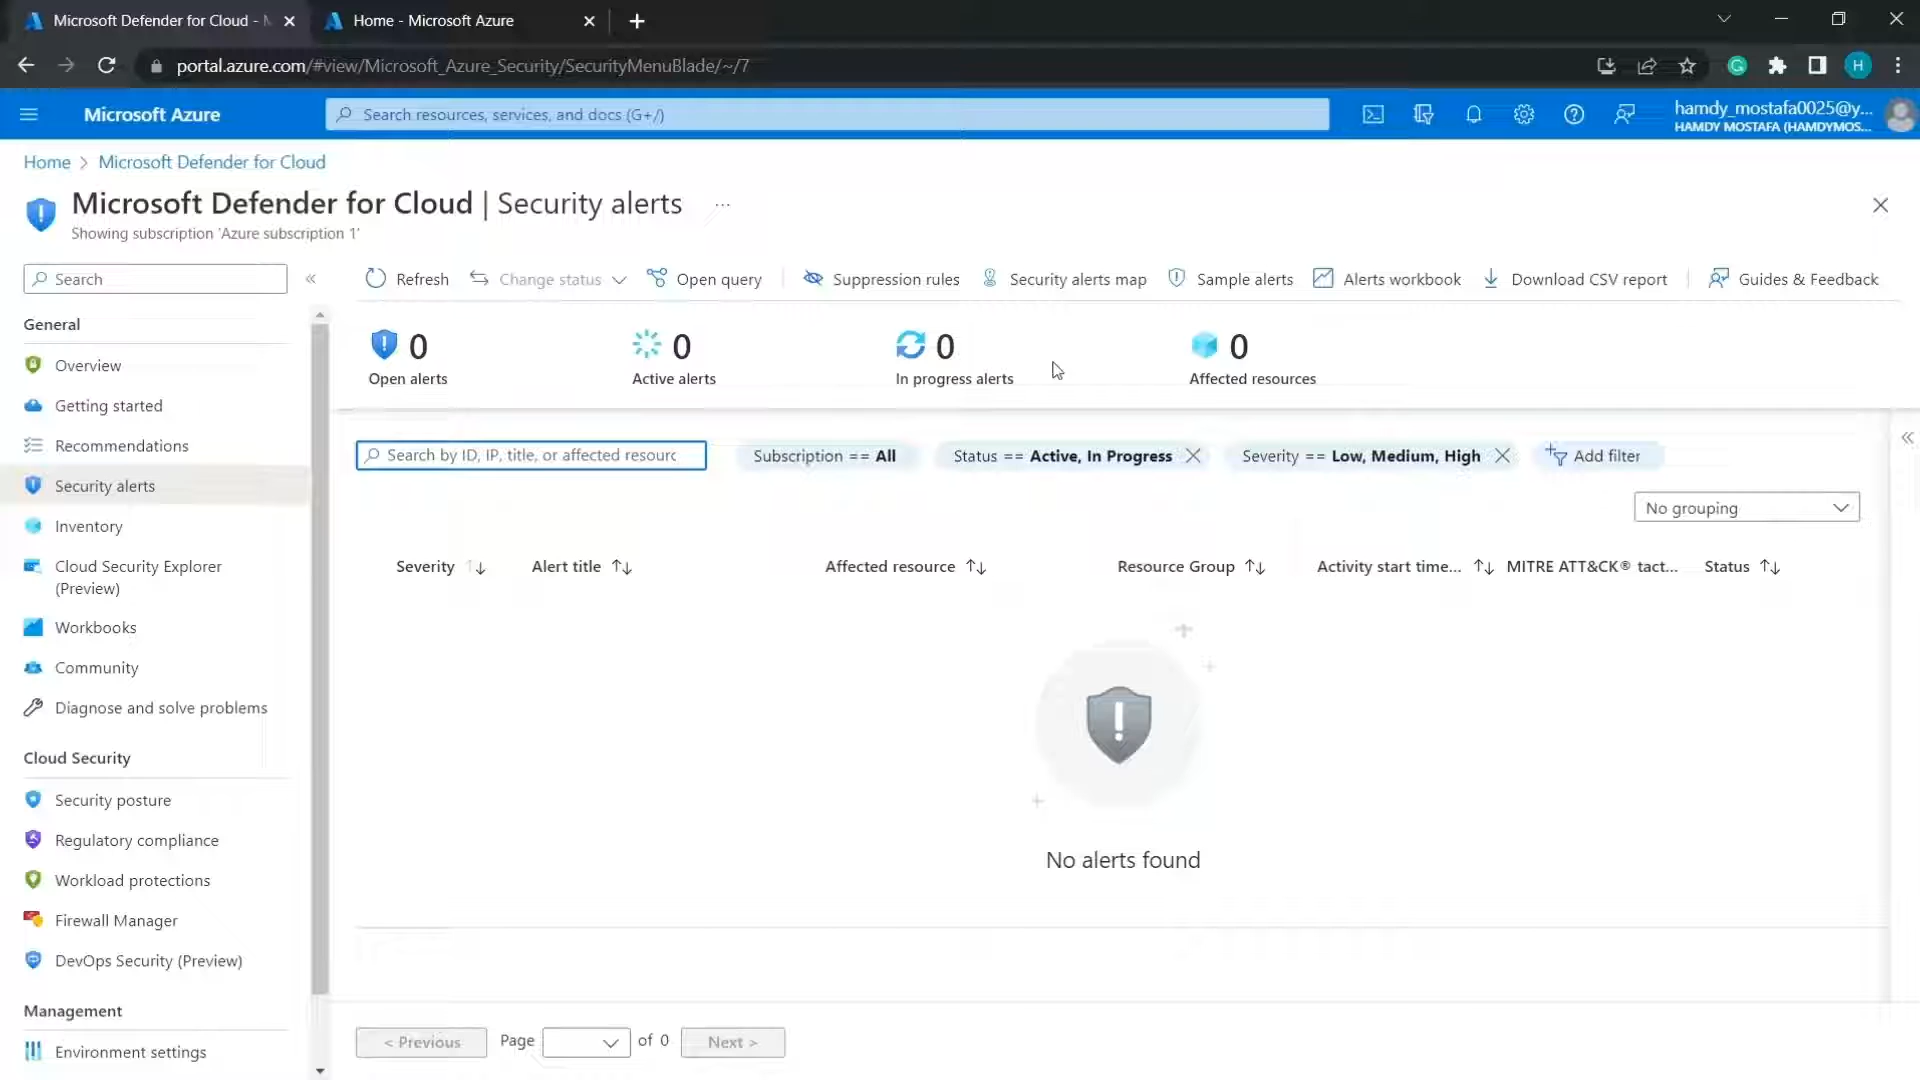 Microsoft Defender for Cloud - M
Home - Microsoft Azure
portal.azure.com/#view/Microsoft_Azure_Security/SecurityMenuBlade/~/7
H
Microsoft Azure
Search resources, services, and docs (G+/)
hamdy_mostafa0025@y...
HAMDY MOSTAFA (HAMDYMOS...
Home > Microsoft Defender for Cloud
Microsoft Defender for Cloud | Security alerts ...
Showing subscription 'Azure subscription 1'
Search
Refresh
Change status
Open query
Suppression rules
Security alerts map
Sample alerts
Alerts workbook
Download CSV report
Guides & Feedback
General
Overview
Getting started
Recommendations
Security alerts
Inventory
Cloud Security Explorer
(Preview)
Workbooks
Community
Diagnose and solve problems
Cloud Security
Security posture
Regulatory compliance
Workload protections
Firewall Manager
DevOps Security (Preview)
Management
Environment settings
0
Open alerts
0
Active alerts
0
In progress alerts
0
Affected resources
Search by ID, IP, title, or affected resourc
Subscription == All
Status == Active, In Progress
Severity == Low, Medium, High
Add filter
No grouping
Severity
Alert title
Affected resource
Resource Group
Activity start time...
MITRE ATT&CK® tact...
Status
No alerts found
< Previous
Page
of 0
Next >